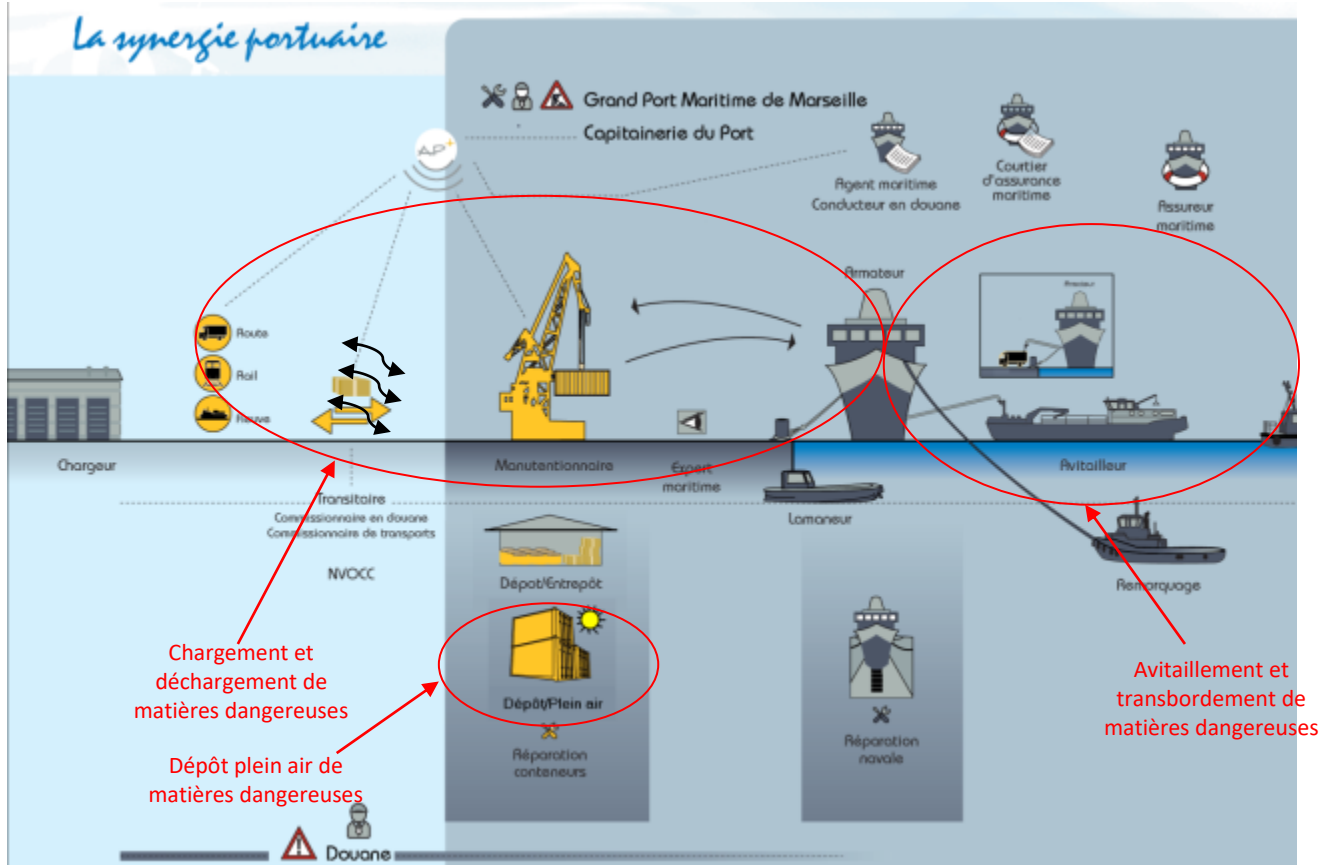 La synergie portuaire
Grand Port Maritime de Marseille
Capitainerie du Port
AP+
Agent maritime
Conducteur en douane
Courtier
d'assurance
maritime
Assureur
maritime
Armateur
Armateur
Route
Rail
Fleuve
Chargeur
Manutentionnaire
Expert
maritime
Avitailleur
Transitaire
Commissionnaire en douane
Commissionnaire de transports
NVOCC
Lamaneur
Remorquage
Dépot/Entrepôt
Dépôt/Plein air
Réparation
conteneurs
Réparation
navale
Chargement et
déchargement de
matières dangereuses
Dépôt plein air de
matières dangereuses
Avitaillement et
transbordement de
matières dangereuses
Douane